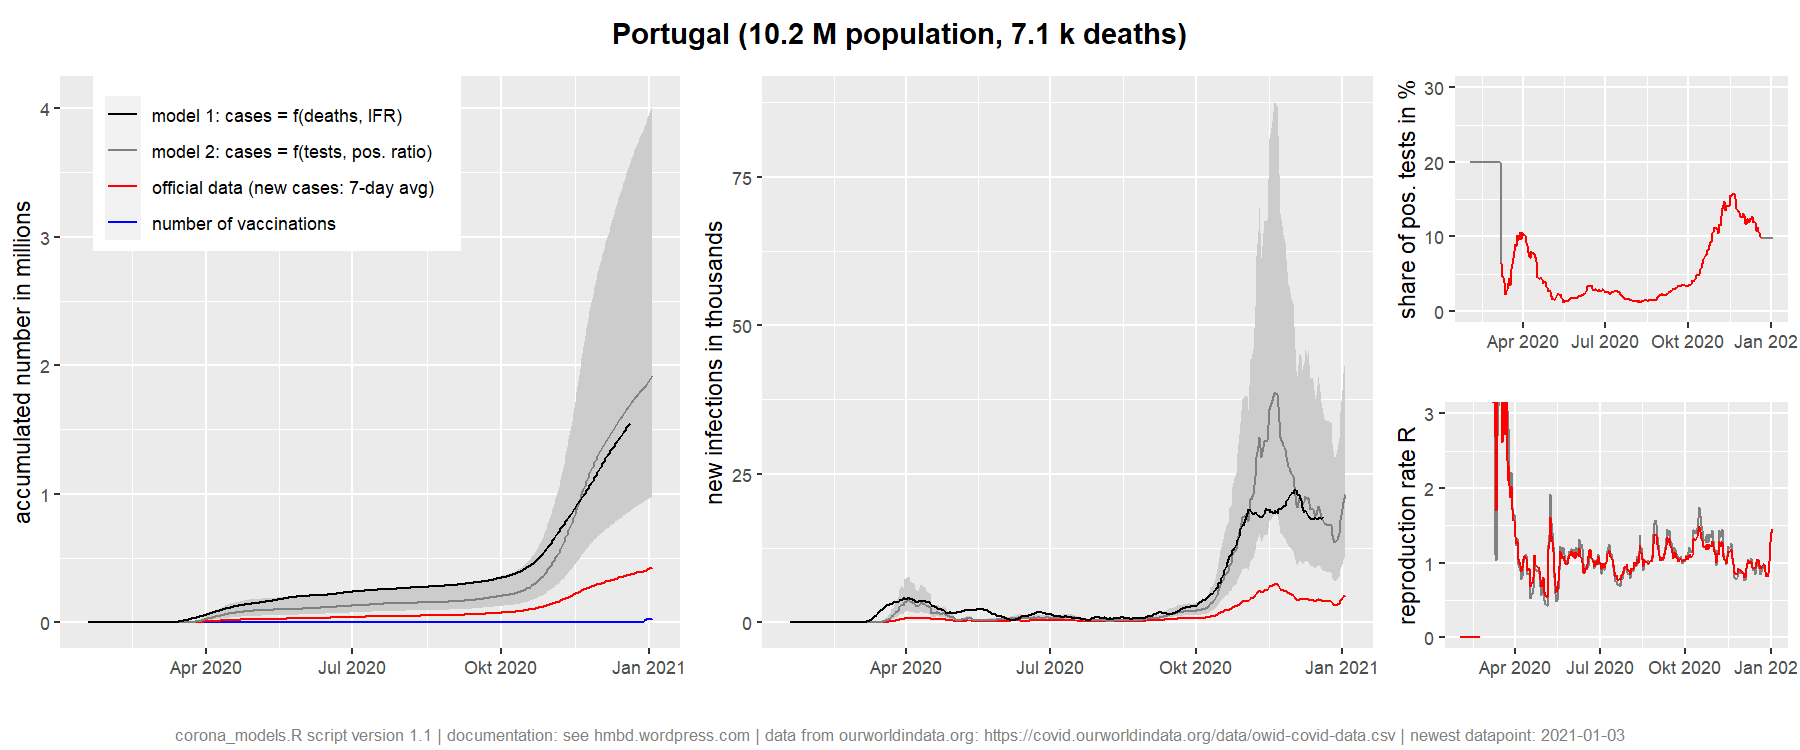 Portugal (10.2 M population, 7.1 k deaths)
accumulated number in millions
4
3
2
1
0
model 1: cases = f(deaths, IFR)
model 2: cases = f(tests, pos. ratio)
official data (new cases: 7-day avg)
number of vaccinations
Apr 2020 Jul 2020 Okt 2020 Jan 2021
new infections in thousands
75
50
25
0
Apr 2020 Jul 2020 Okt 2020 Jan 2021
share of pos. tests in %
30
20
10
0
Apr 2020 Jul 2020 Okt 2020 Jan 202
reproduction rate R
3
2
1
0
Apr 2020 Jul 2020 Okt 2020 Jan 202
corona_models.R script version 1.1 | documentation: see hmbd.wordpress.com | data from ourworldindata.org: https://covid.ourworldindata.org/data/owid-covid-data.csv | newest datapoint: 2021-01-03